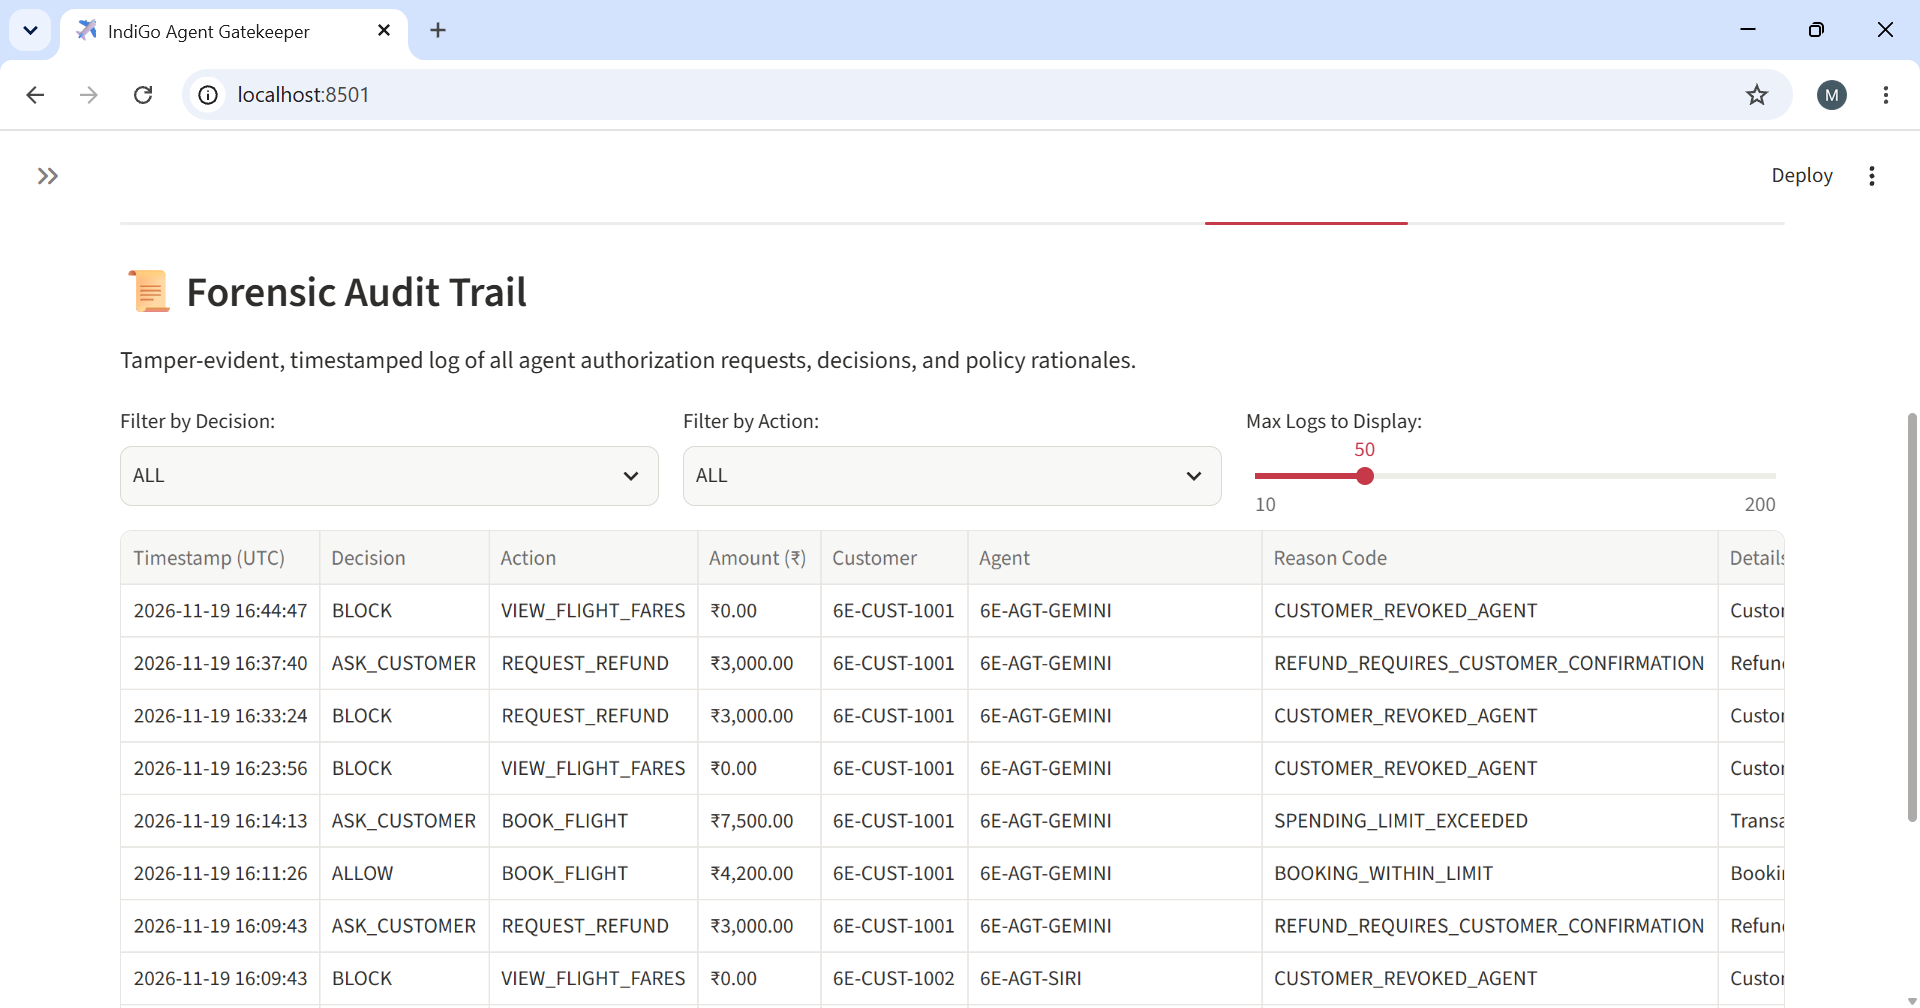 IndiGo Agent Gatekeeper
localhost:8501
M
Deploy
Forensic Audit Trail
Tamper-evident, timestamped log of all agent authorization requests, decisions, and policy rationales.
Filter by Decision: Filter by Action: Max Logs to Display:
50
ALL ALL
10 200
Timestamp (UTC) Decision Action Amount (₹) Customer Agent Reason Code Details
2026-11-19 16:44:47 BLOCK VIEW_FLIGHT_FARES ₹0.00 6E-CUST-1001 6E-AGT-GEMINI CUSTOMER_REVOKED_AGENT Custor
2026-11-19 16:37:40 ASK_CUSTOMER REQUEST_REFUND ₹3,000.00 6E-CUST-1001 6E-AGT-GEMINI REFUND_REQUIRES_CUSTOMER_CONFIRMATION Refund
2026-11-19 16:33:24 BLOCK REQUEST_REFUND ₹3,000.00 6E-CUST-1001 6E-AGT-GEMINI CUSTOMER_REVOKED_AGENT Custor
2026-11-19 16:23:56 BLOCK VIEW_FLIGHT_FARES ₹0.00 6E-CUST-1001 6E-AGT-GEMINI CUSTOMER_REVOKED_AGENT Custor
2026-11-19 16:14:13 ASK_CUSTOMER BOOK_FLIGHT ₹7,500.00 6E-CUST-1001 6E-AGT-GEMINI SPENDING_LIMIT_EXCEEDED Transa
2026-11-19 16:11:26 ALLOW BOOK_FLIGHT ₹4,200.00 6E-CUST-1001 6E-AGT-GEMINI BOOKING_WITHIN_LIMIT Bookin
2026-11-19 16:09:43 ASK_CUSTOMER REQUEST_REFUND ₹3,000.00 6E-CUST-1001 6E-AGT-GEMINI REFUND_REQUIRES_CUSTOMER_CONFIRMATION Refund
2026-11-19 16:09:43 BLOCK VIEW_FLIGHT_FARES ₹0.00 6E-CUST-1002 6E-AGT-SIRI CUSTOMER_REVOKED_AGENT Custor